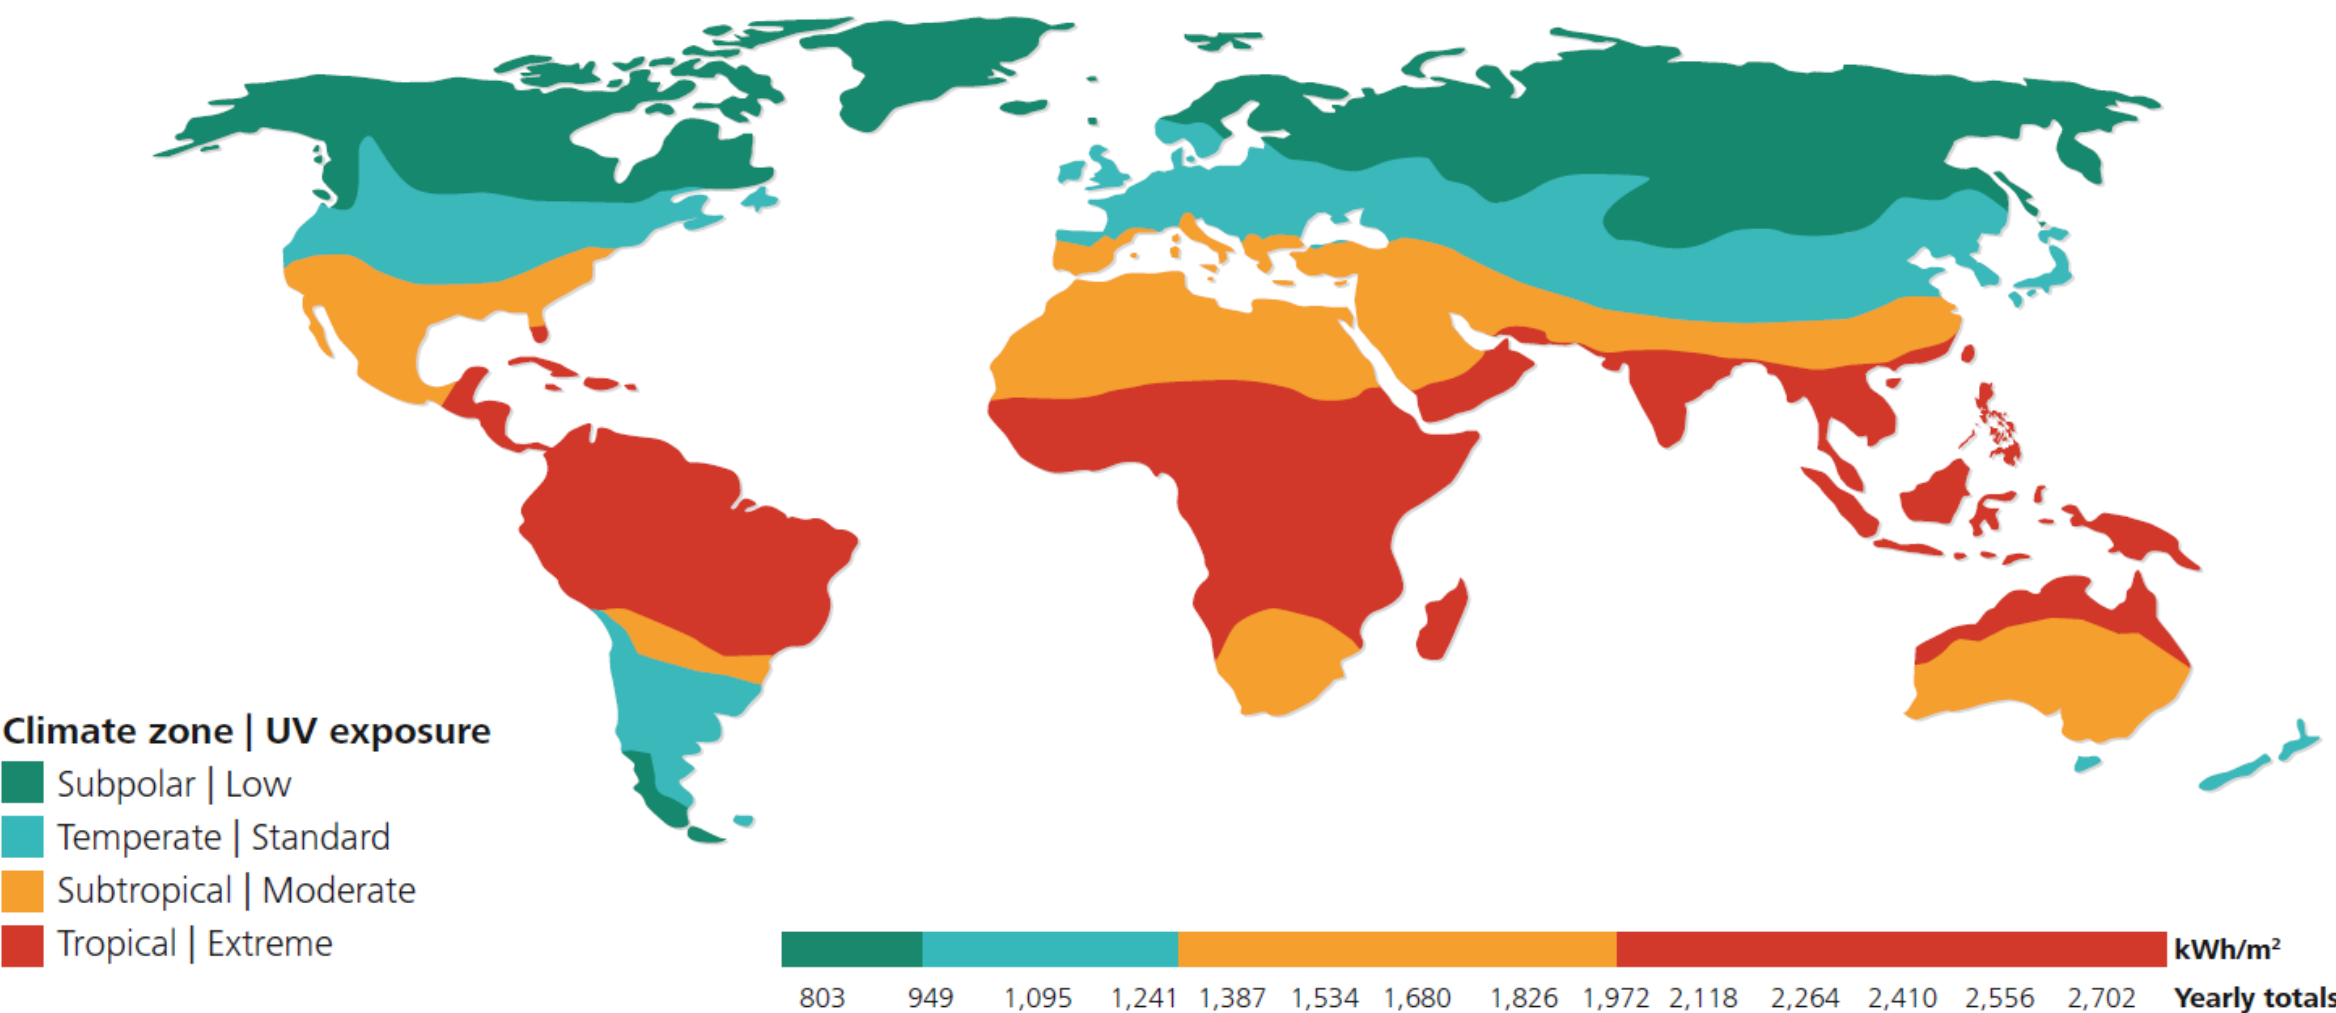 Climate zone | UV exposure
Subpolar | Low
Temperate | Standard
Subtropical | Moderate
Tropical | Extreme
kWh/m²
803 949 1,095 1,241 1,387 1,534 1,680 1,826 1,972 2,118 2,264 2,410 2,556 2,702 Yearly totals